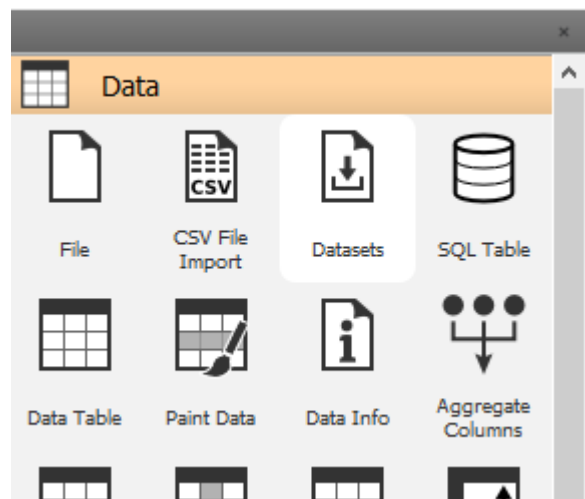 Data
CSV
File
CSV File
Import
Datasets
SQL Table
i
Data Table
Paint Data
Data Info
Aggregate
Columns